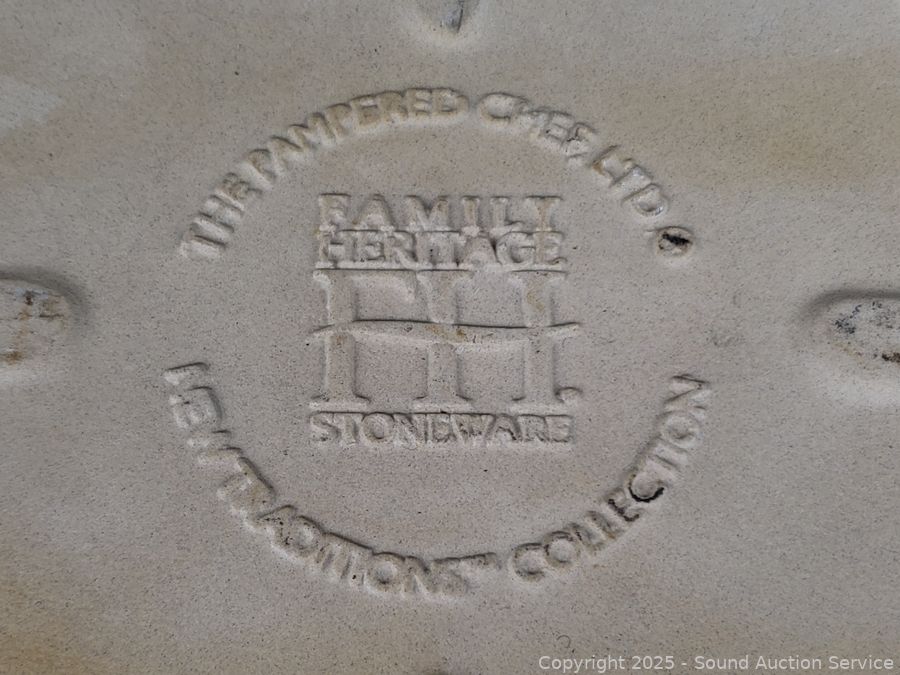 THE PAMPERED CHEF, LTD.®
FAMILY
HERITAGE
FH
STONEWARE
NEW TRADITIONS™ COLLECTION
Copyright © 2025 - Sound Auction Service